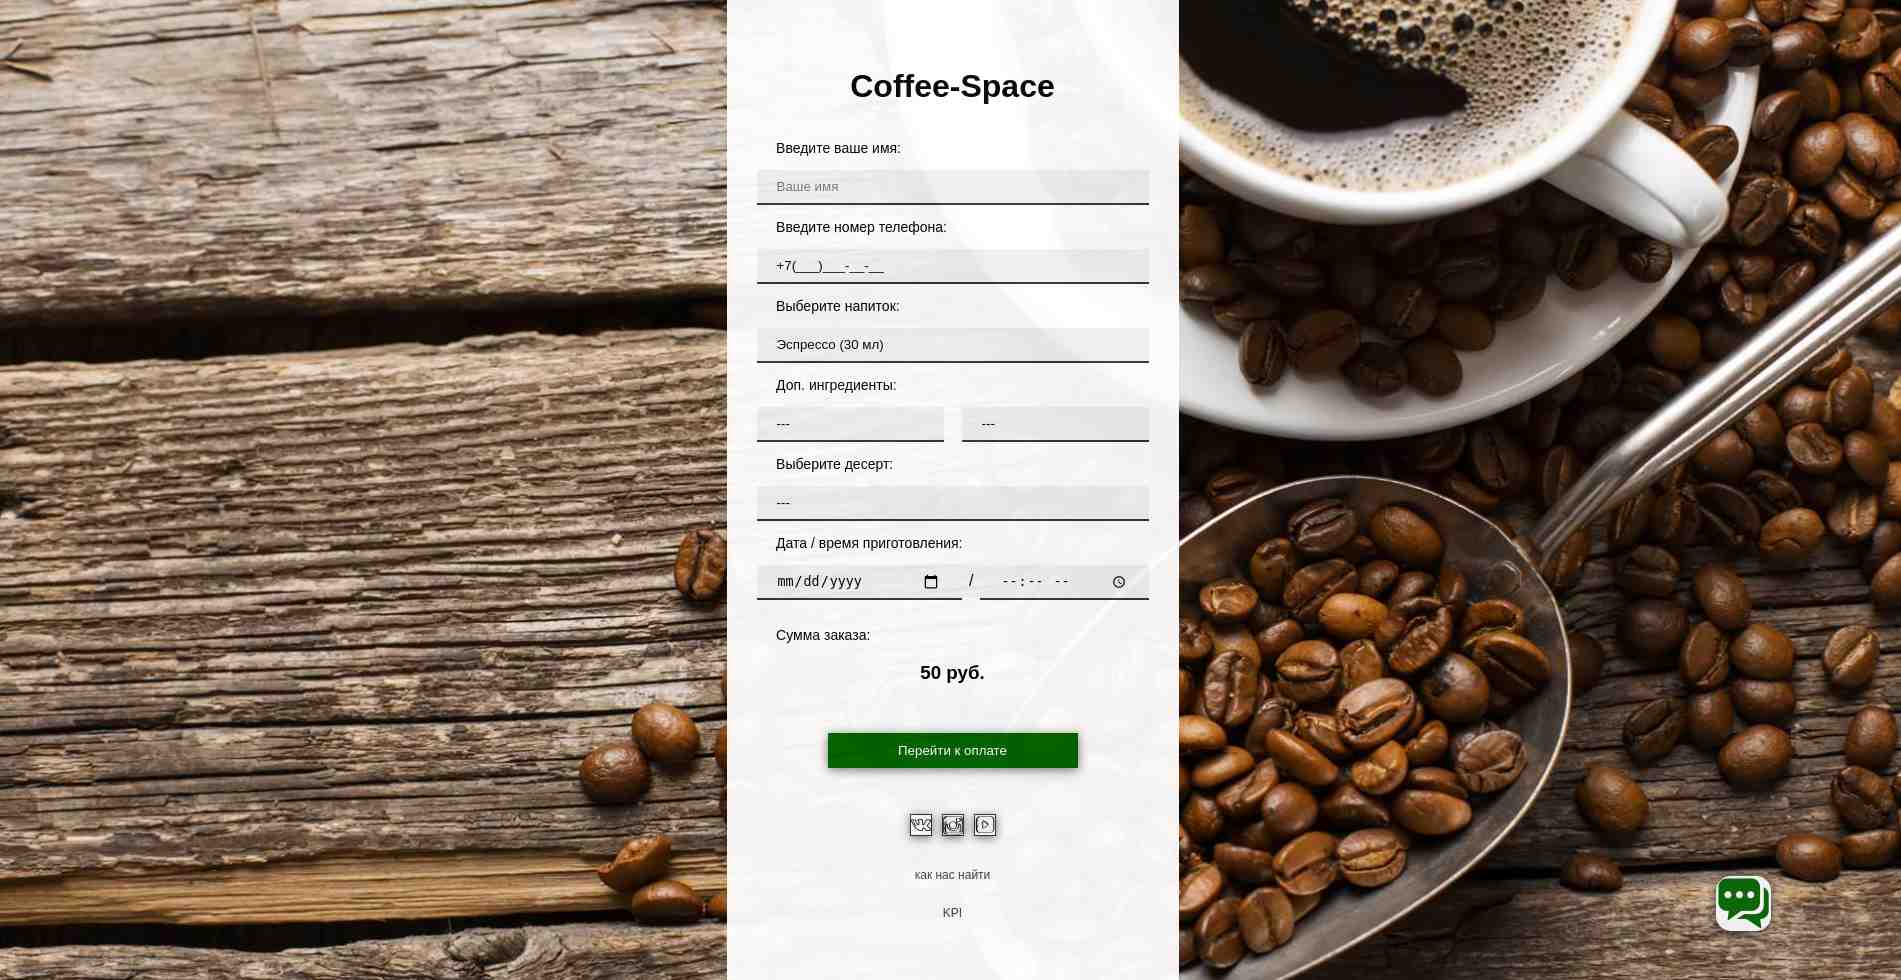 Coffee-Space
Введите ваше имя:
Ваше имя
Введите номер телефона:
+7(___)___-__-__
Выберите напиток:
Эспрессо (30 мл)
Доп. ингредиенты:
--- ---
Выберите десерт:
---
Дата / время приготовления:
mm/dd/yyyy / --:-- --
Сумма заказа:
50 руб.
Перейти к оплате
как нас найти
KPI